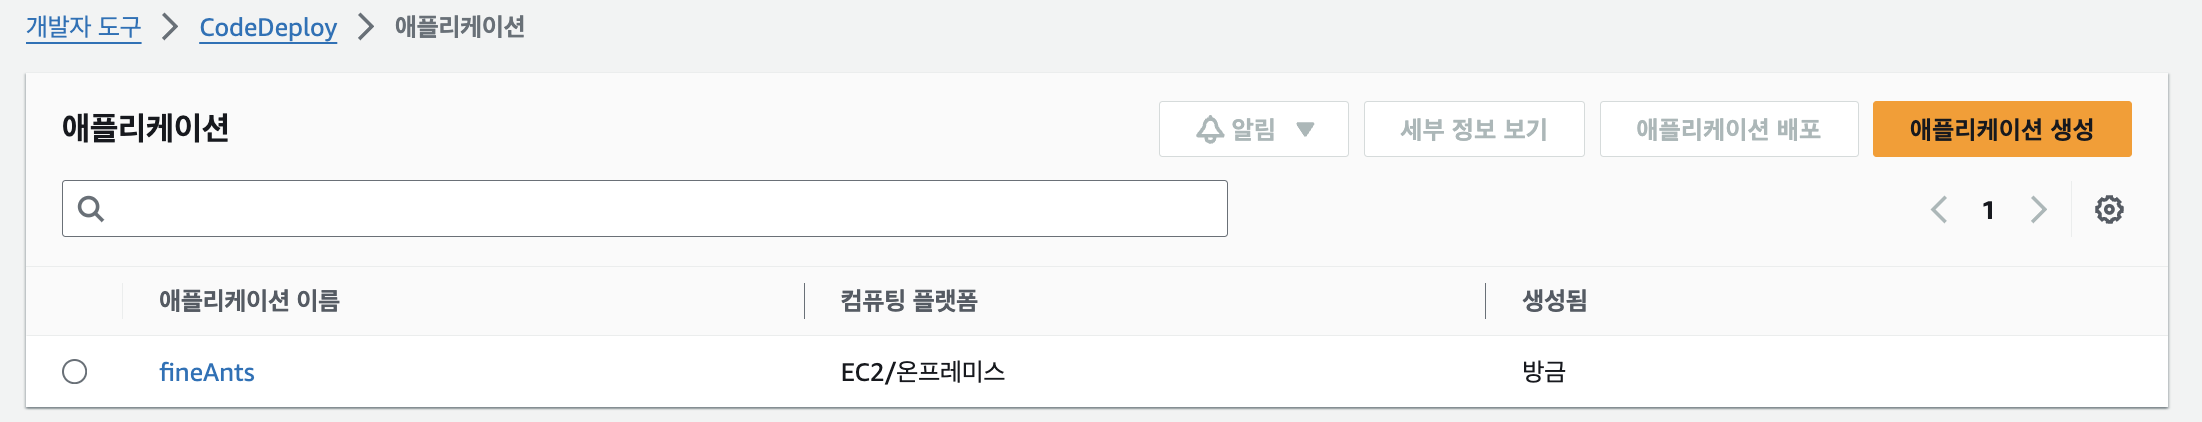 개발자 도구 > CodeDeploy > 애플리케이션
애플리케이션
알림 ▼ 세부 정보 보기 애플리케이션 배포 애플리케이션 생성
< 1 >
애플리케이션 이름 컴퓨팅 플랫폼 생성됨
fineAnts EC2/온프레미스 방금